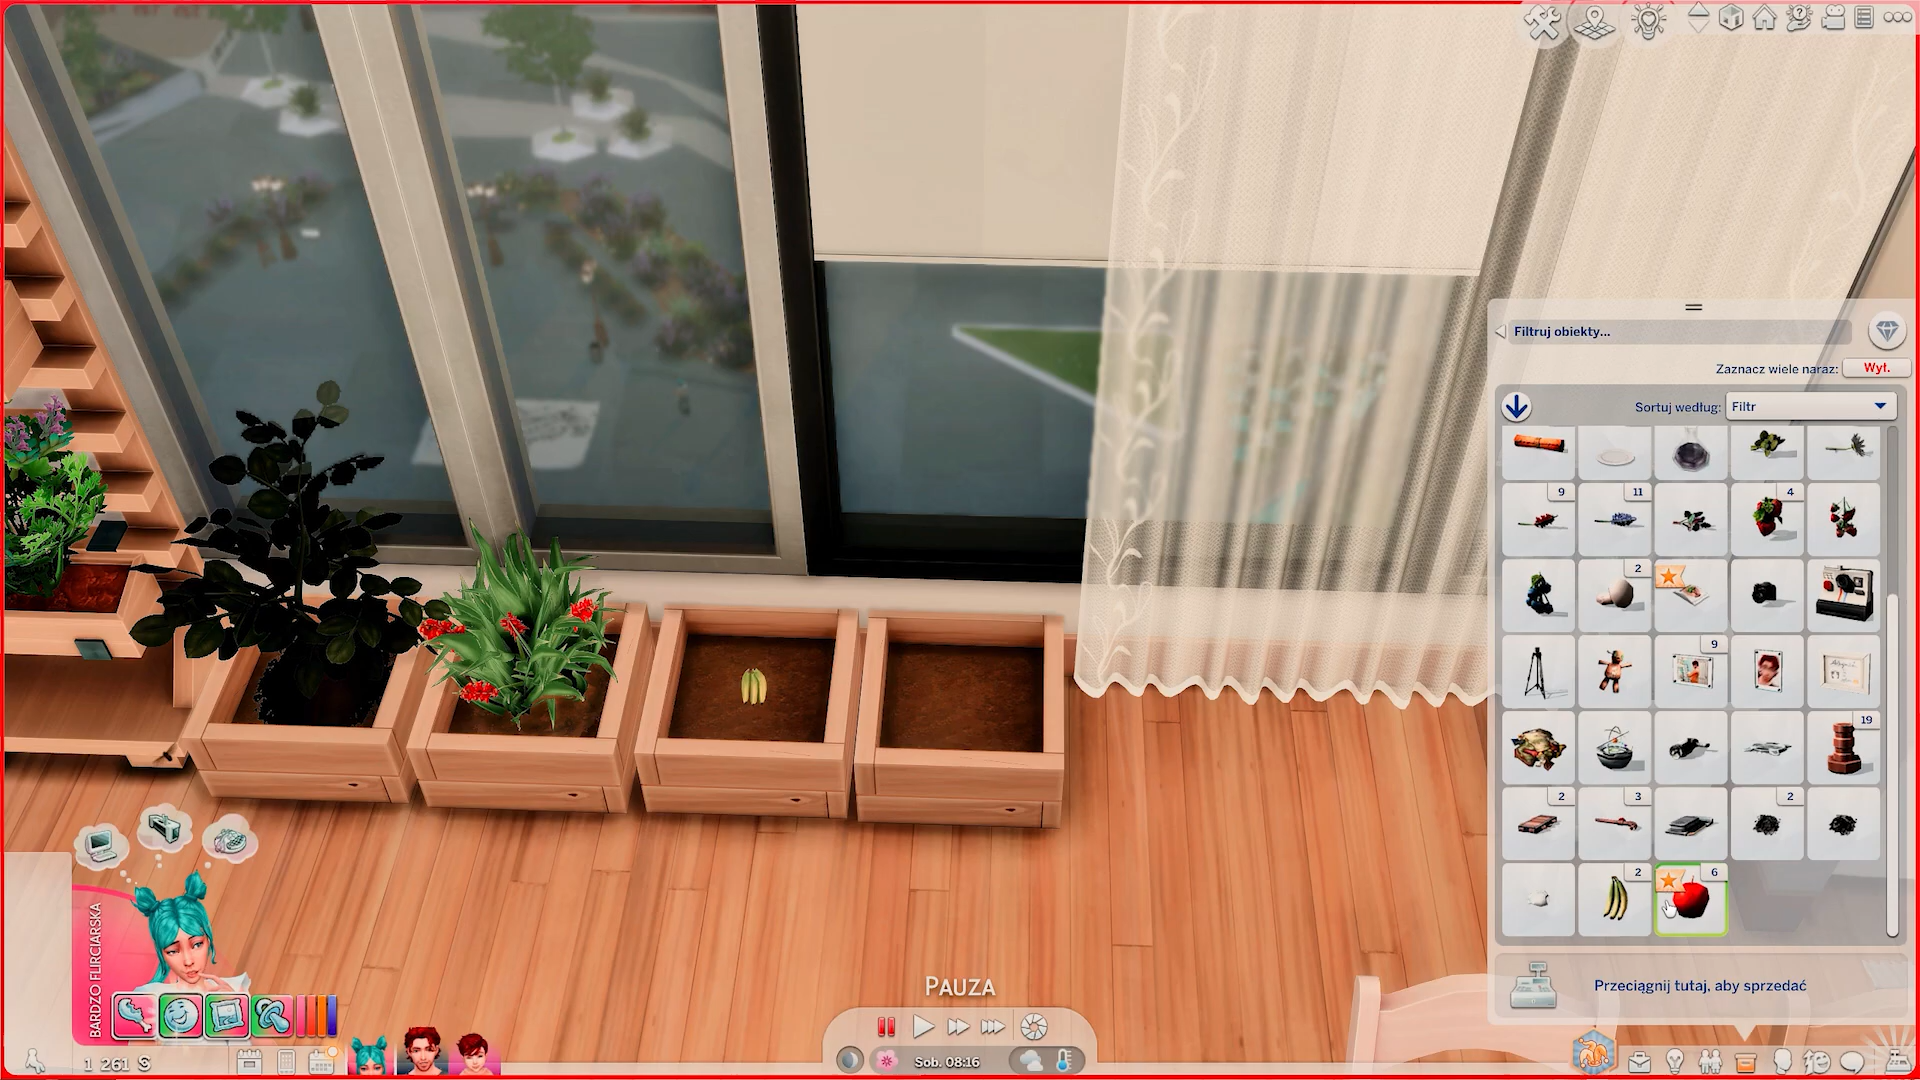 Filtruj obiekty...
Zaznacz wiele naraz: Wył.
Sortuj według: Filtr
9 11 4
2
9
19
2 3 2
2 6
Przeciągnij tutaj, aby sprzedać
BARDZO FLIRCIARSKA
PAUZA
1 261
Sob. 08:16